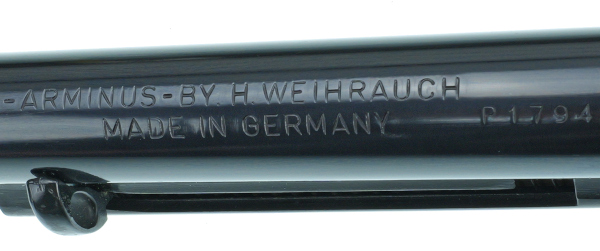 -ARMINUS-BY. H. WEIHRAUCH
MADE IN GERMANY